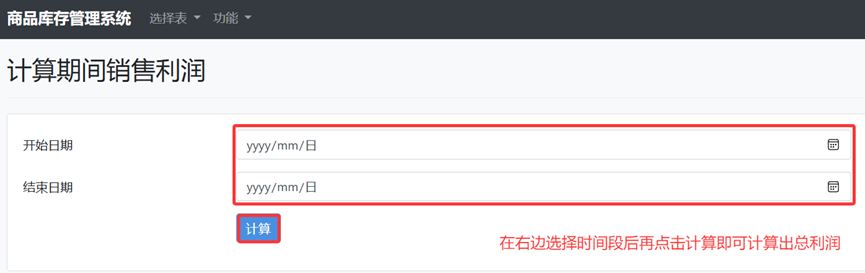 商品库存管理系统 选择表 功能
计算期间销售利润
开始日期 yyyy/mm/日
结束日期 yyyy/mm/日
计算
在右边选择时间段后再点击计算即可计算出总利润